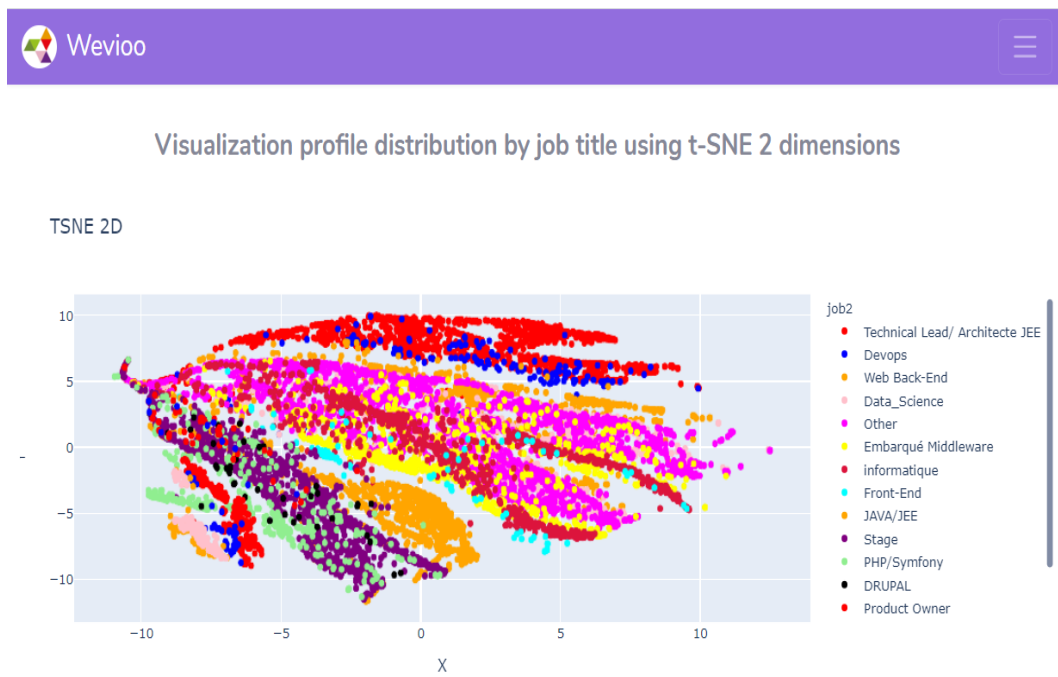 Wevioo
Visualization profile distribution by job title using t-SNE 2 dimensions
TSNE 2D
job2
Technical Lead/ Architecte JEE
Devops
Web Back-End
Data_Science
Other
Embarqué Middleware
informatique
Front-End
JAVA/JEE
Stage
PHP/Symfony
DRUPAL
Product Owner
10
5
0
−5
−10
−10 −5 0 5 10
X